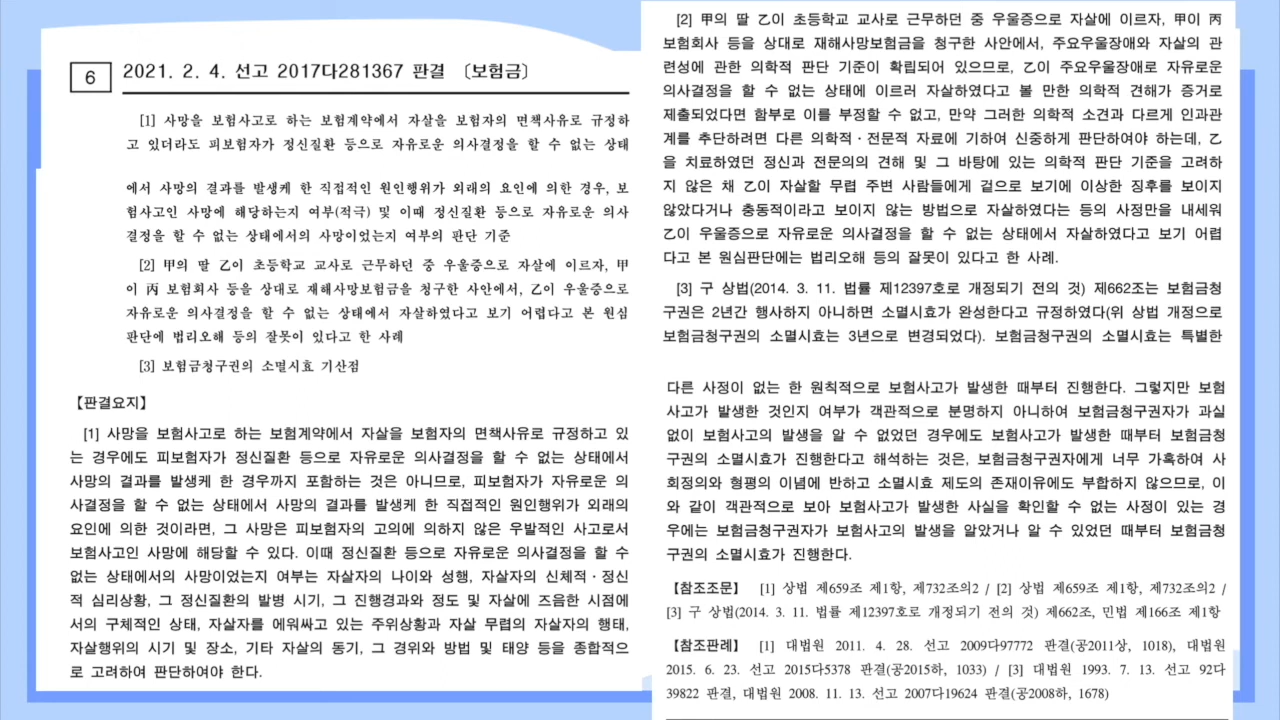 6
2021. 2. 4. 선고 2017다281367 판결 〔보험금〕
[1] 사망을 보험사고로 하는 보험계약에서 자살을 보험자의 면책사유로 규정하
고 있더라도 피보험자가 정신질환 등으로 자유로운 의사결정을 할 수 없는 상태
에서 사망의 결과를 발생케 한 직접적인 원인행위가 외래의 요인에 의한 경우, 보
험사고인 사망에 해당하는지 여부(적극) 및 이때 정신질환 등으로 자유로운 의사
결정을 할 수 없는 상태에서의 사망이었는지 여부의 판단 기준
[2] 甲의 딸 乙이 초등학교 교사로 근무하던 중 우울증으로 자살에 이르자, 甲
이 丙 보험회사 등을 상대로 재해사망보험금을 청구한 사안에서, 乙이 우울증으로
자유로운 의사결정을 할 수 없는 상태에서 자살하였다고 보기 어렵다고 본 원심
판단에 법리오해 등의 잘못이 있다고 한 사례
[3] 보험금청구권의 소멸시효 기산점
【판결요지】
[1] 사망을 보험사고로 하는 보험계약에서 자살을 보험자의 면책사유로 규정하고 있
는 경우에도 피보험자가 정신질환 등으로 자유로운 의사결정을 할 수 없는 상태에서
사망의 결과를 발생케 한 경우까지 포함하는 것은 아니므로, 피보험자가 자유로운 의
사결정을 할 수 없는 상태에서 사망의 결과를 발생케 한 직접적인 원인행위가 외래의
요인에 의한 것이라면, 그 사망은 피보험자의 고의에 의하지 않은 우발적인 사고로서
보험사고인 사망에 해당할 수 있다. 이때 정신질환 등으로 자유로운 의사결정을 할 수
없는 상태에서의 사망이었는지 여부는 자살자의 나이와 성행, 자살자의 신체적·정신
적 심리상황, 그 정신질환의 발병 시기, 그 진행경과와 정도 및 자살에 즈음한 시점에
서의 구체적인 상태, 자살자를 에워싸고 있는 주위상황과 자살 무렵의 자살자의 행태,
자살행위의 시기 및 장소, 기타 자살의 동기, 그 경위와 방법 및 태양 등을 종합적으
로 고려하여 판단하여야 한다.
[2] 甲의 딸 乙이 초등학교 교사로 근무하던 중 우울증으로 자살에 이르자, 甲이 丙
보험회사 등을 상대로 재해사망보험금을 청구한 사안에서, 주요우울장애와 자살의 관
련성에 관한 의학적 판단 기준이 확립되어 있으므로, 乙이 주요우울장애로 자유로운
의사결정을 할 수 없는 상태에 이르러 자살하였다고 볼 만한 의학적 견해가 증거로
제출되었다면 함부로 이를 부정할 수 없고, 만약 그러한 의학적 소견과 다르게 인과관
계를 추단하려면 다른 의학적·전문적 자료에 기하여 신중하게 판단하여야 하는데, 乙
을 치료하였던 정신과 전문의의 견해 및 그 바탕에 있는 의학적 판단 기준을 고려하
지 않은 채 乙이 자살할 무렵 주변 사람들에게 겉으로 보기에 이상한 징후를 보이지
않았다거나 충동적이라고 보이지 않는 방법으로 자살하였다는 등의 사정만을 내세워
乙이 우울증으로 자유로운 의사결정을 할 수 없는 상태에서 자살하였다고 보기 어렵
다고 본 원심판단에는 법리오해 등의 잘못이 있다고 한 사례.
[3] 구 상법(2014. 3. 11. 법률 제12397호로 개정되기 전의 것) 제662조는 보험금청
구권은 2년간 행사하지 아니하면 소멸시효가 완성한다고 규정하였다(위 상법 개정으로
보험금청구권의 소멸시효는 3년으로 변경되었다). 보험금청구권의 소멸시효는 특별한
다른 사정이 없는 한 원칙적으로 보험사고가 발생한 때부터 진행한다. 그렇지만 보험
사고가 발생한 것인지 여부가 객관적으로 분명하지 아니하여 보험금청구권자가 과실
없이 보험사고의 발생을 알 수 없었던 경우에도 보험사고가 발생한 때부터 보험금청
구권의 소멸시효가 진행한다고 해석하는 것은, 보험금청구권자에게 너무 가혹하여 사
회정의와 형평의 이념에 반하고 소멸시효 제도의 존재이유에도 부합하지 않으므로, 이
와 같이 객관적으로 보아 보험사고가 발생한 사실을 확인할 수 없는 사정이 있는 경
우에는 보험금청구권자가 보험사고의 발생을 알았거나 알 수 있었던 때부터 보험금청
구권의 소멸시효가 진행한다.
【참조조문】 [1] 상법 제659조 제1항, 제732조의2 / [2] 상법 제659조 제1항, 제732조의2 /
[3] 구 상법(2014. 3. 11. 법률 제12397호로 개정되기 전의 것) 제662조, 민법 제166조 제1항
【참조판례】 [1] 대법원 2011. 4. 28. 선고 2009다97772 판결(공2011상, 1018), 대법원
2015. 6. 23. 선고 2015다5378 판결(공2015하, 1033) / [3] 대법원 1993. 7. 13. 선고 92다
39822 판결, 대법원 2008. 11. 13. 선고 2007다19624 판결(공2008하, 1678)